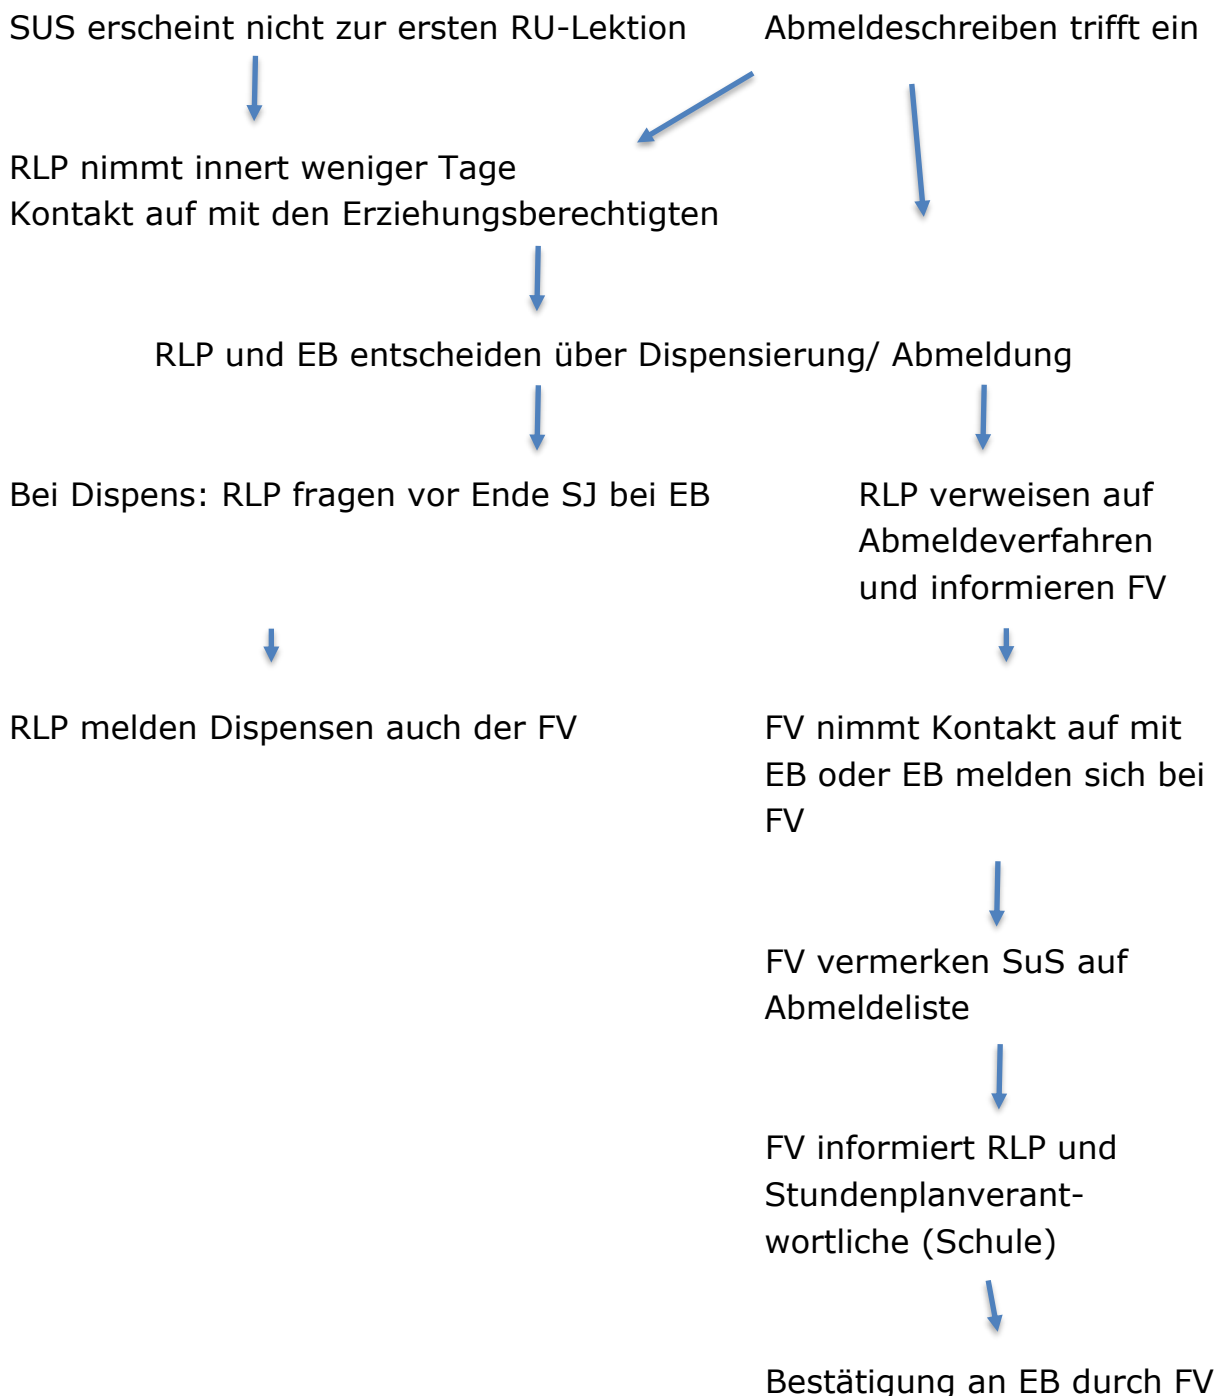 SUS erscheint nicht zur ersten RU-Lektion
Abmeldeschreiben trifft ein
RLP nimmt innert weniger Tage
Kontakt auf mit den Erziehungsberechtigten
RLP und EB entscheiden über Dispensierung/ Abmeldung
Bei Dispens: RLP fragen vor Ende SJ bei EB
RLP verweisen auf
Abmeldeverfahren
und informieren FV
RLP melden Dispensen auch der FV
FV nimmt Kontakt auf mit
EB oder EB melden sich bei
FV
FV vermerken SuS auf
Abmeldeliste
FV informiert RLP und
Stundenplanverant-
wortliche (Schule)
Bestätigung an EB durch FV